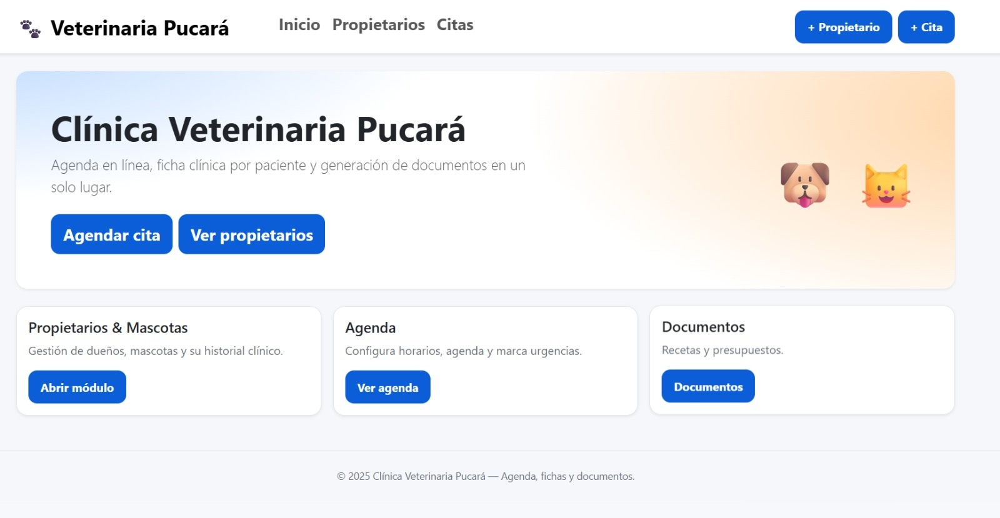 Veterinaria Pucará
Inicio Propietarios Citas
+ Propietario
+ Cita
Clínica Veterinaria Pucará
Agenda en línea, ficha clínica por paciente y generación de documentos en un
solo lugar.
Agendar cita
Ver propietarios
Propietarios & Mascotas
Gestión de dueños, mascotas y su historial clínico.
Abrir módulo
Agenda
Configura horarios, agenda y marca urgencias.
Ver agenda
Documentos
Recetas y presupuestos.
Documentos
© 2025 Clínica Veterinaria Pucará — Agenda, fichas y documentos.